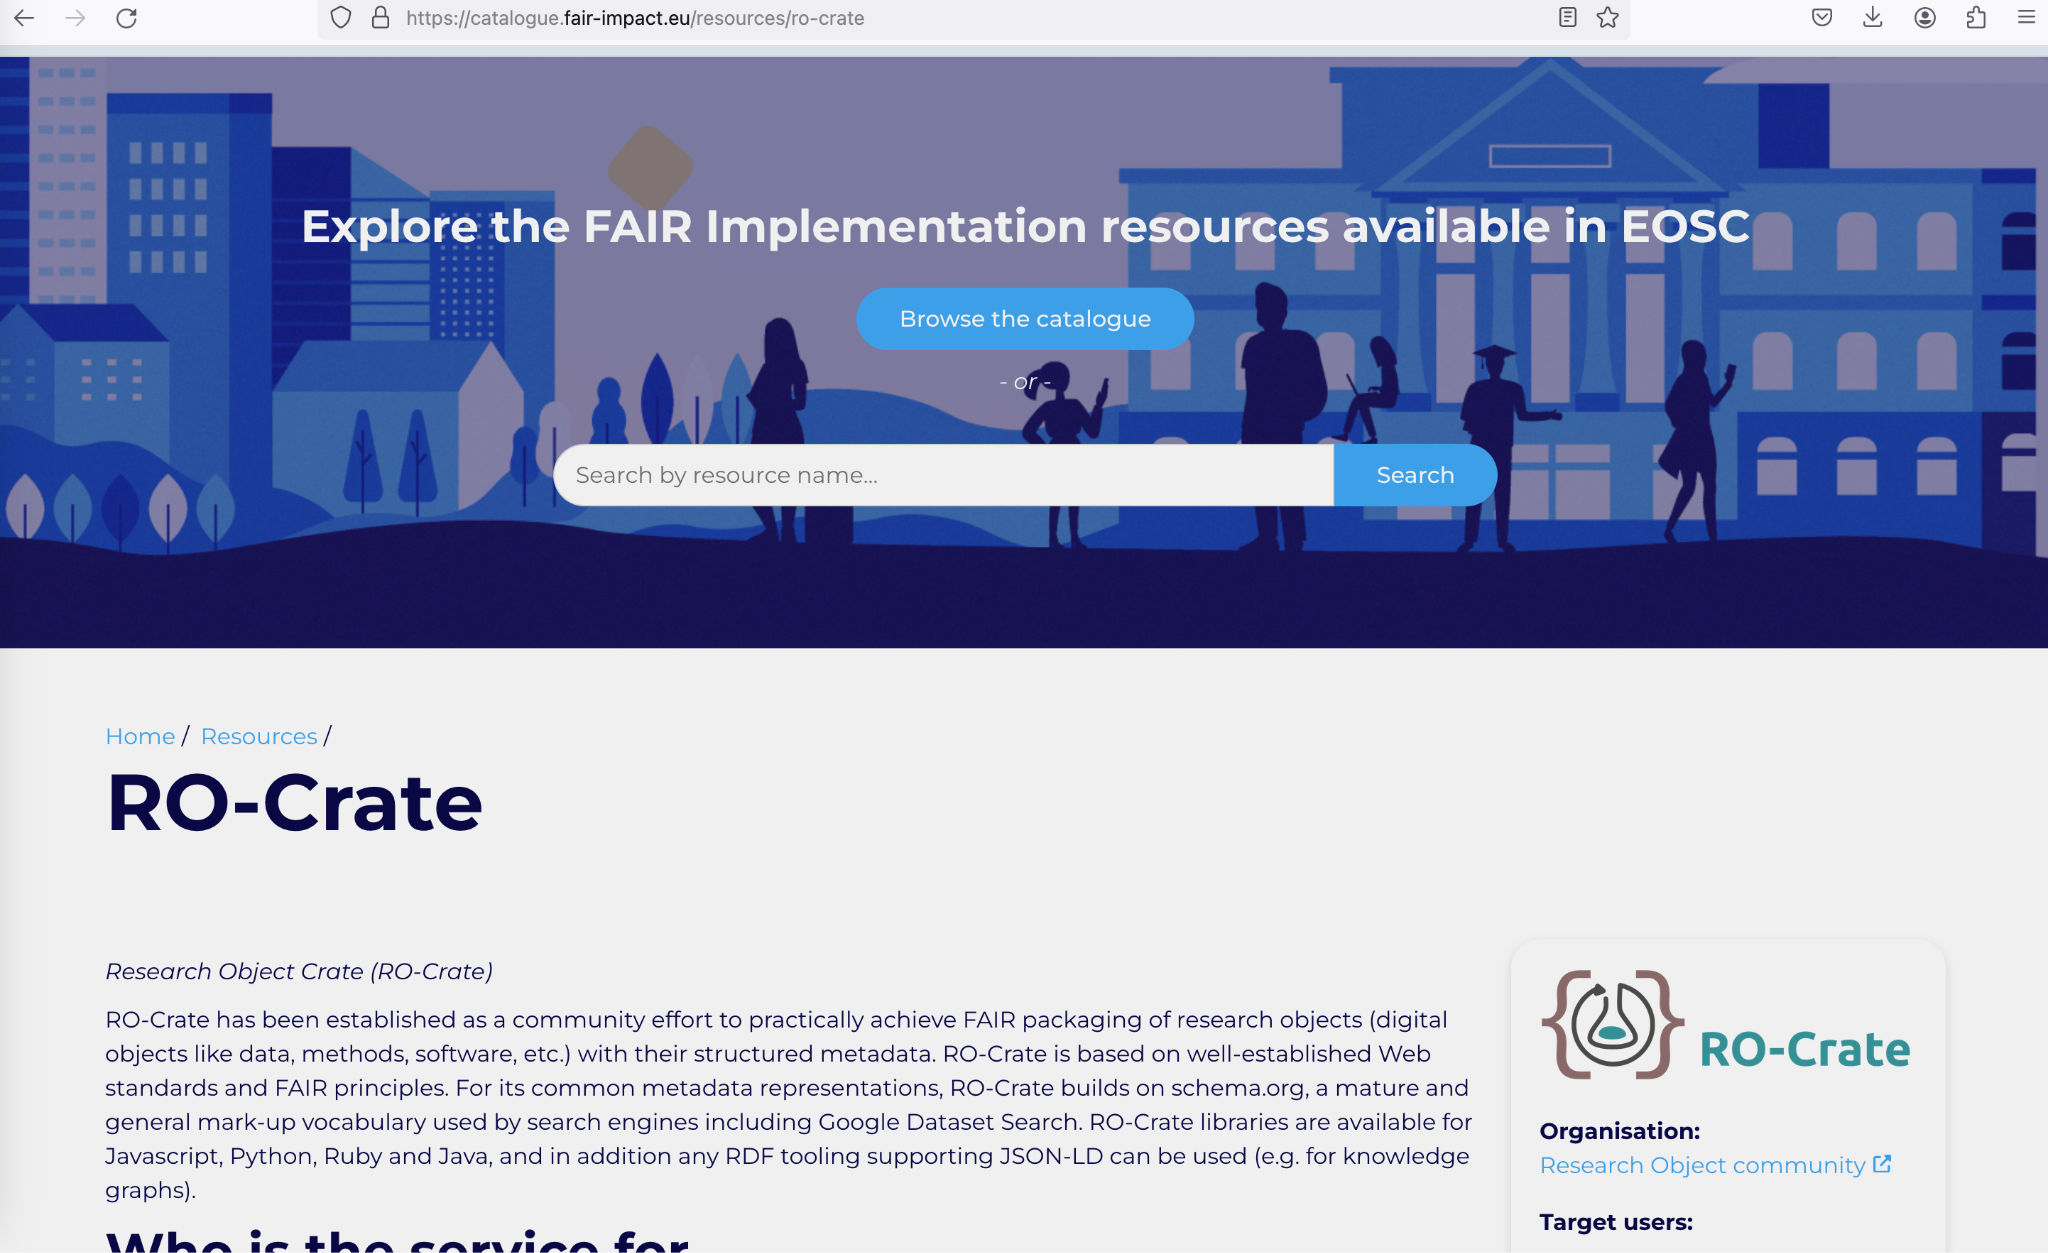 https://catalogue.fair-impact.eu/resources/ro-crate
Explore the FAIR Implementation resources available in EOSC
Browse the catalogue
- or -
Search by resource name...
Search
Home / Resources /
RO-Crate
Research Object Crate (RO-Crate)
RO-Crate has been established as a community effort to practically achieve FAIR packaging of research objects (digital
objects like data, methods, software, etc.) with their structured metadata. RO-Crate is based on well-established Web
standards and FAIR principles. For its common metadata representations, RO-Crate builds on schema.org, a mature and
general mark-up vocabulary used by search engines including Google Dataset Search. RO-Crate libraries are available for
Javascript, Python, Ruby and Java, and in addition any RDF tooling supporting JSON-LD can be used (e.g. for knowledge
graphs).
Who is the service for
RO-Crate
Organisation:
Research Object community
Target users: